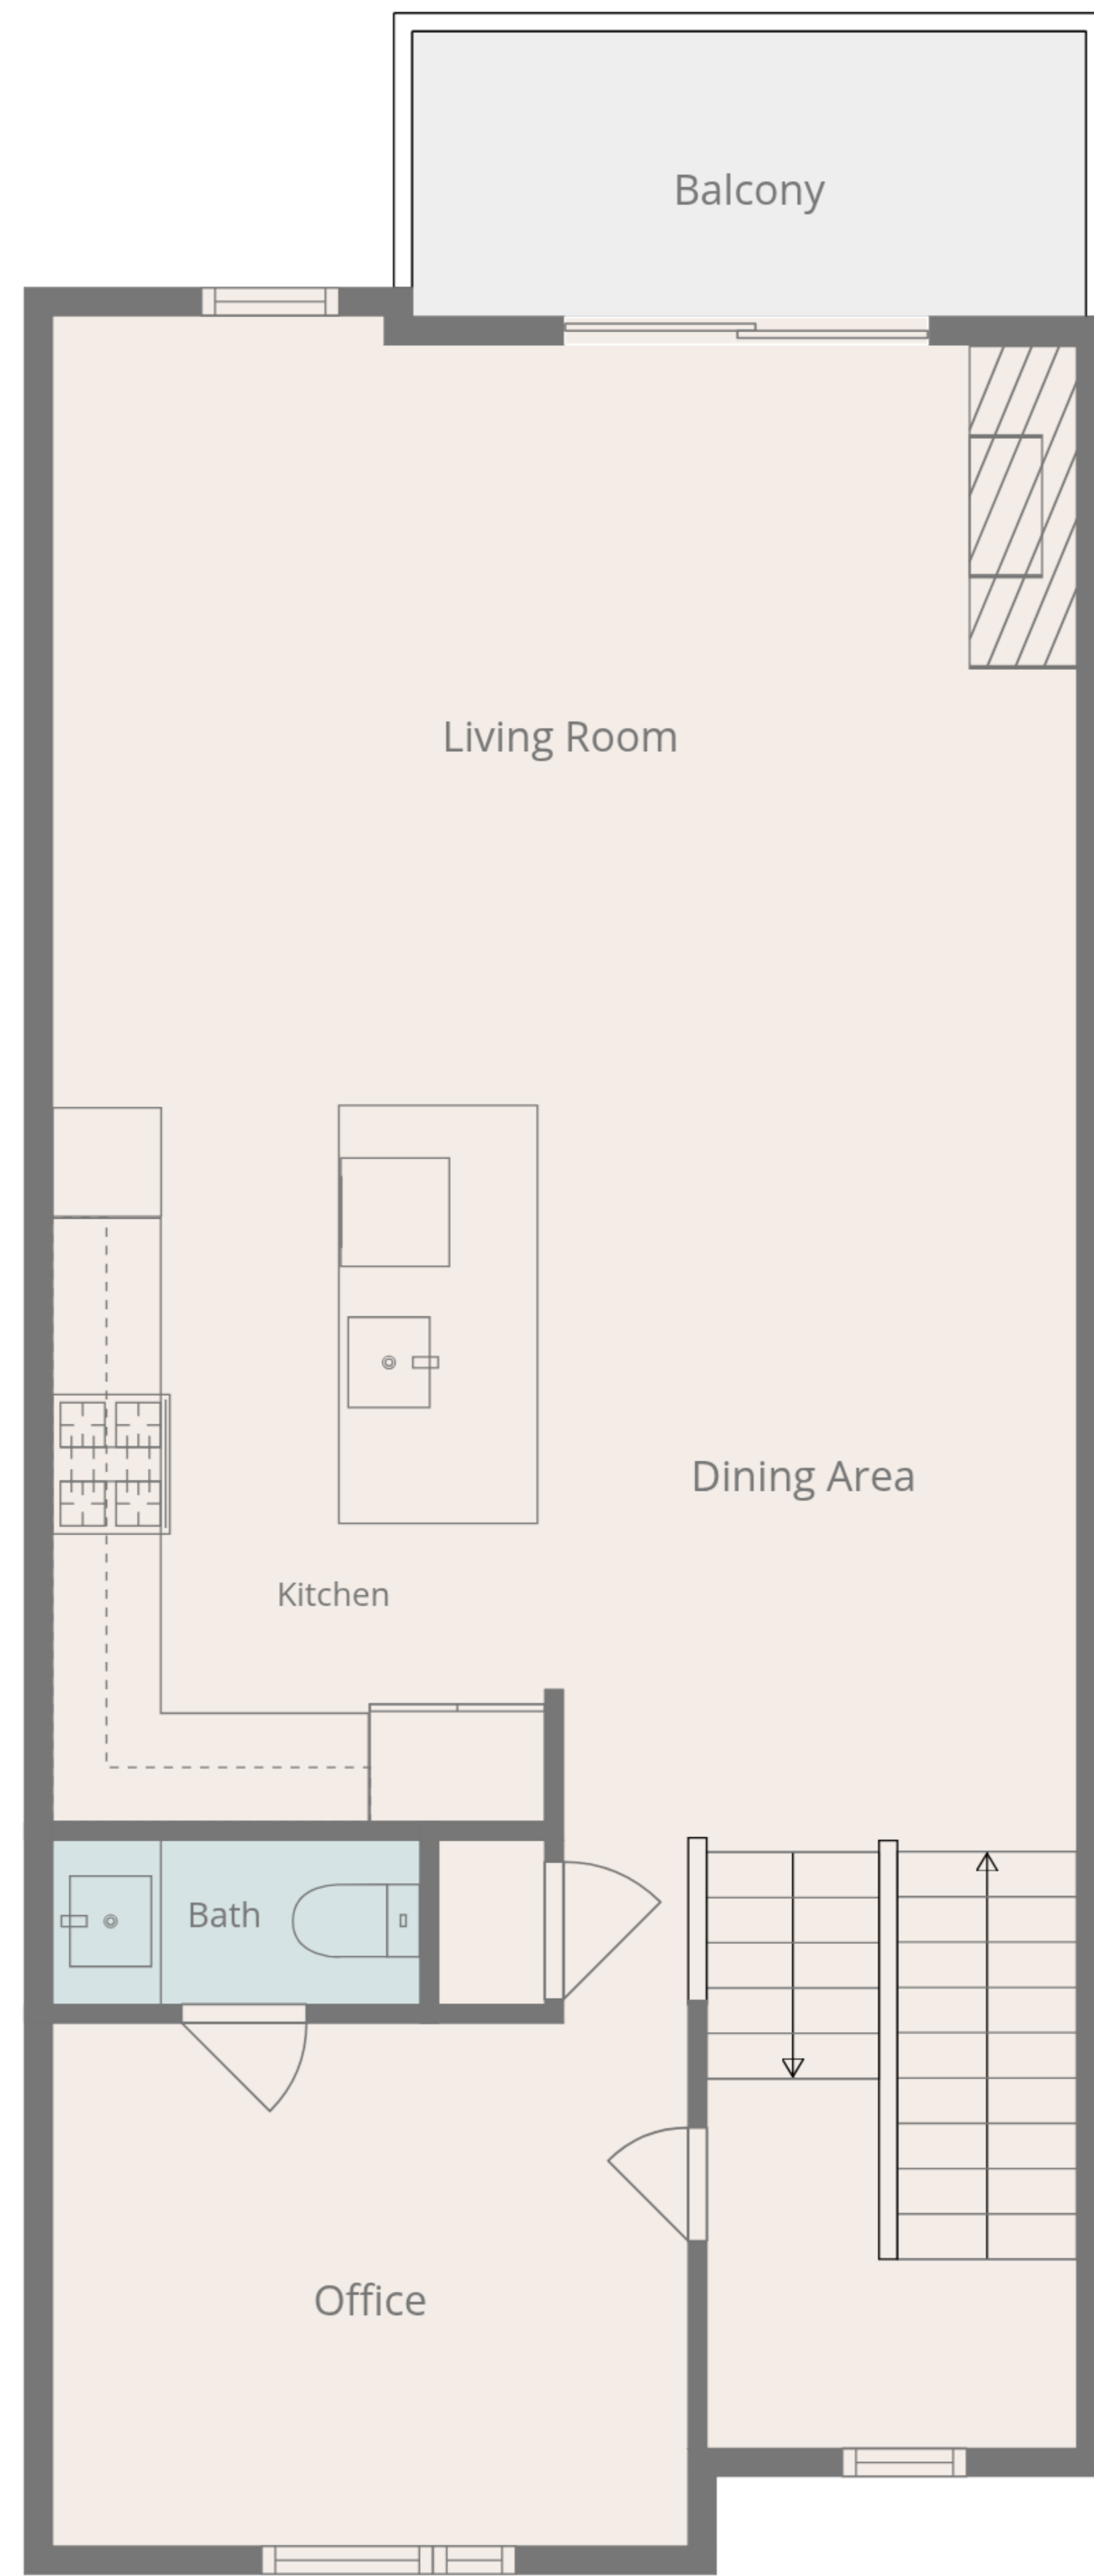 Balcony
Living Room
Dining Area
Kitchen
Bath
Office